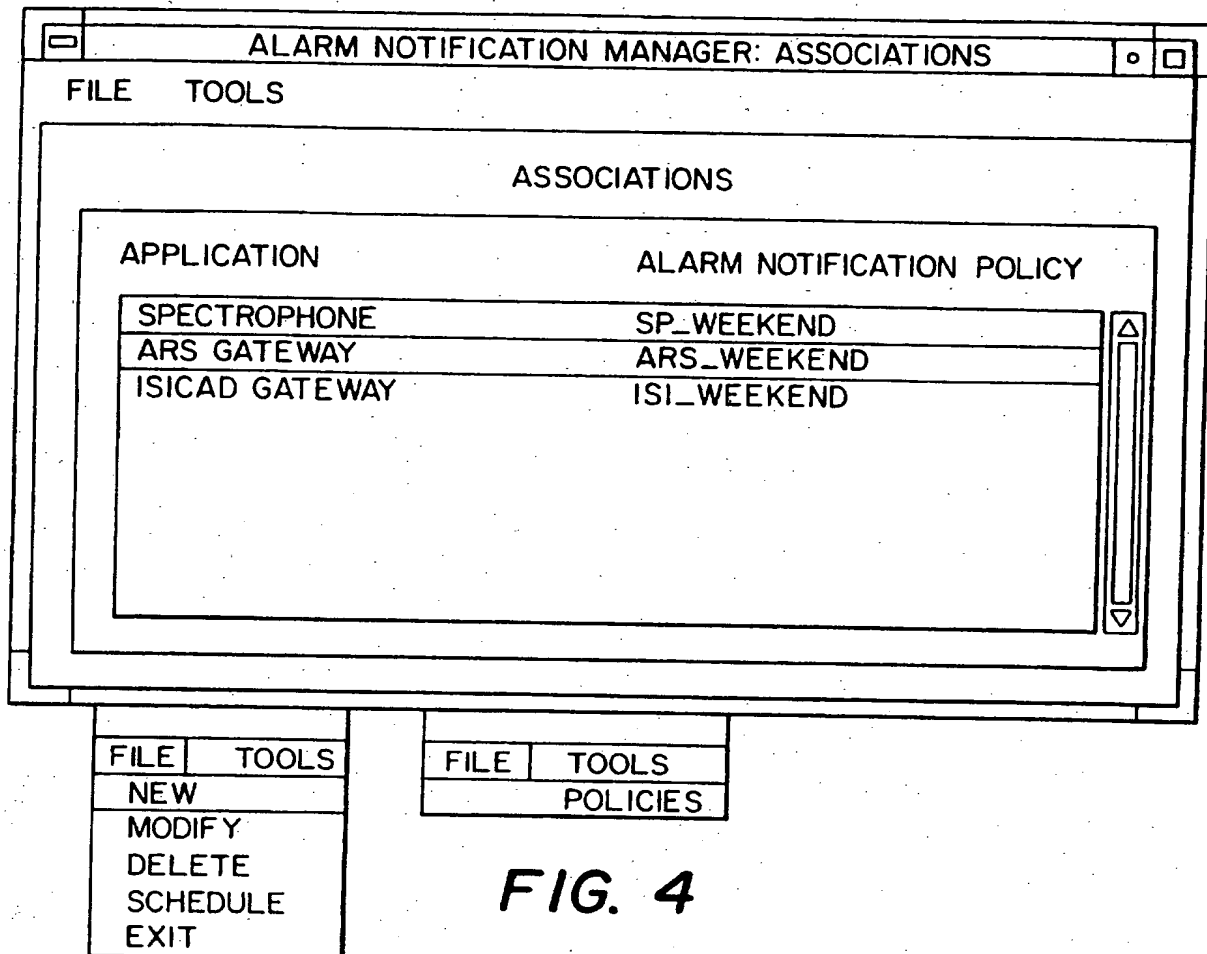 ALARM NOTIFICATION MANAGER: ASSOCIATIONS
FILE TOOLS
ASSOCIATIONS
APPLICATION ALARM NOTIFICATION POLICY
SPECTROPHONE SP_WEEKEND
ARS GATEWAY ARS_WEEKEND
ISICAD GATEWAY ISI_WEEKEND
FILE TOOLS
NEW
MODIFY
DELETE
SCHEDULE
EXIT
FILE TOOLS
POLICIES
FIG. 4